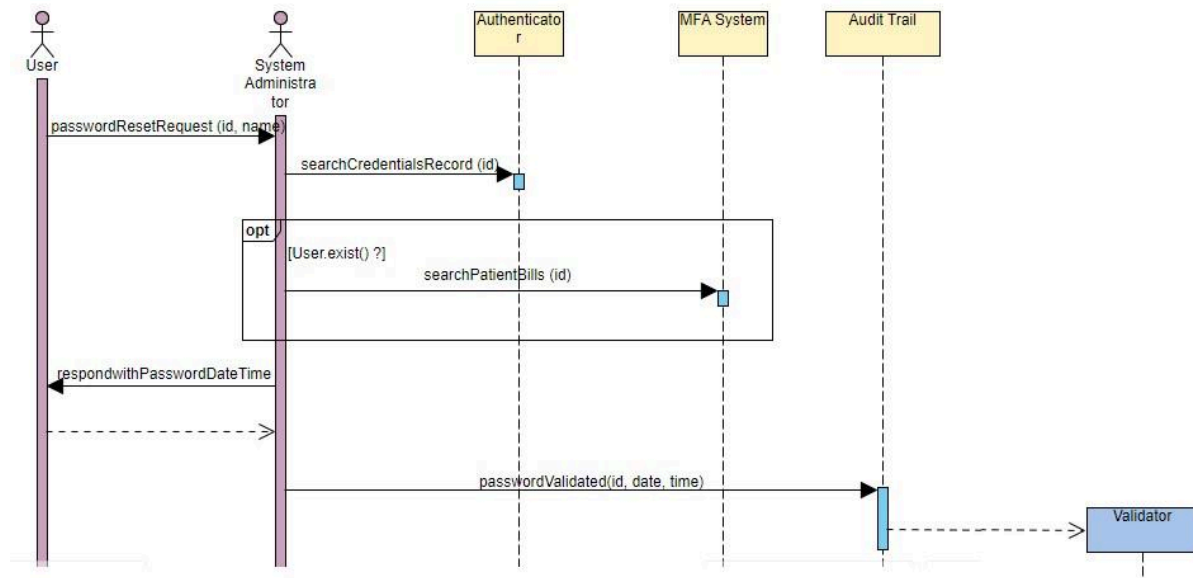 User
System
Administra
tor
Authenticato
r
MFA System
Audit Trail
passwordResetRequest (id, name)
searchCredentialsRecord (id)
opt
[User.exist() ?]
searchPatientBills (id)
respondwithPasswordDateTime
passwordValidated(id, date, time)
Validator